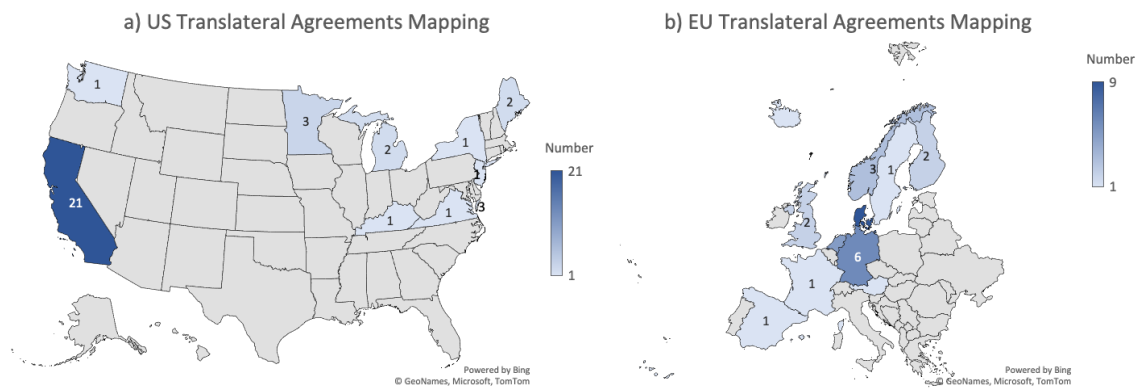 a) US Translateral Agreements Mapping
b) EU Translateral Agreements Mapping
Number
9
1
1
3
2
2
1
21
1
1
3
Number
21
1
3
1
2
2
6
1
1
Powered by Bing
© GeoNames, Microsoft, TomTom
Powered by Bing
© GeoNames, Microsoft, TomTom